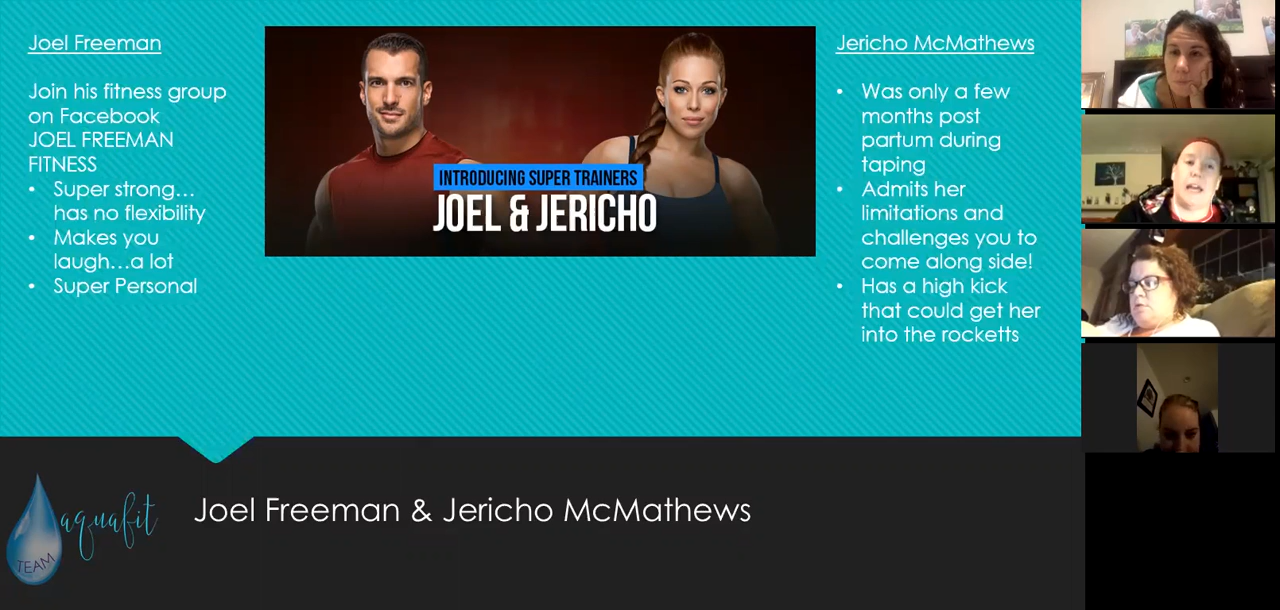 Joel Freeman
Join his fitness group
on Facebook
JOEL FREEMAN
FITNESS
• Super strong…
has no flexibility
• Makes you
laugh…a lot
• Super Personal
INTRODUCING SUPER TRAINERS
JOEL & JERICHO
Jericho McMathews
• Was only a few
months post
partum during
taping
• Admits her
limitations and
challenges you to
come along side!
• Has a high kick
that could get her
into the rocketts
aquafit
TEAM
Joel Freeman & Jericho McMathews